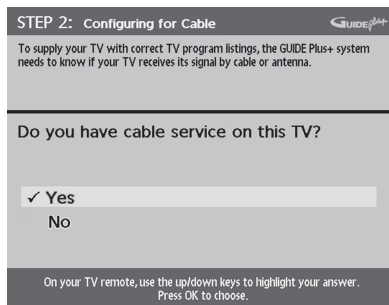 STEP 2: Configuring for Cable GUIDE Plus+
To supply your TV with correct TV program listings, the GUIDE Plus+ system
needs to know if your TV receives its signal by cable or antenna.
Do you have cable service on this TV?
✓ Yes
No
On your TV remote, use the up/down keys to highlight your answer.
Press OK to choose.